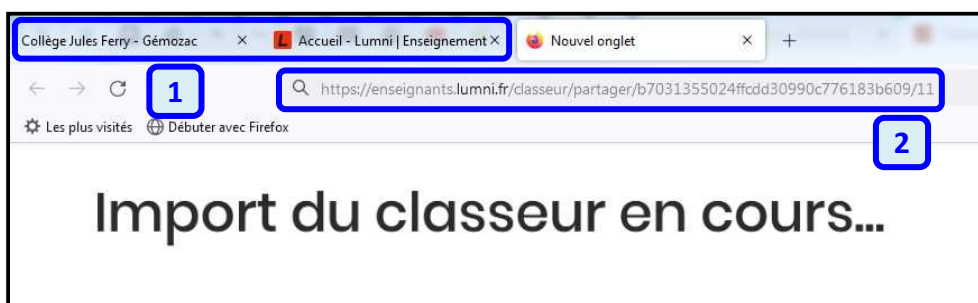 Collège Jules Ferry - Gémozac × L Accueil - Lumni | Enseignement × Nouvel onglet × +
1 https://enseignants.lumni.fr/classeur/partager/b7031355024ffcdd30990c776183b609/11
2
Les plus visités Débuter avec Firefox
Import du classeur en cours...